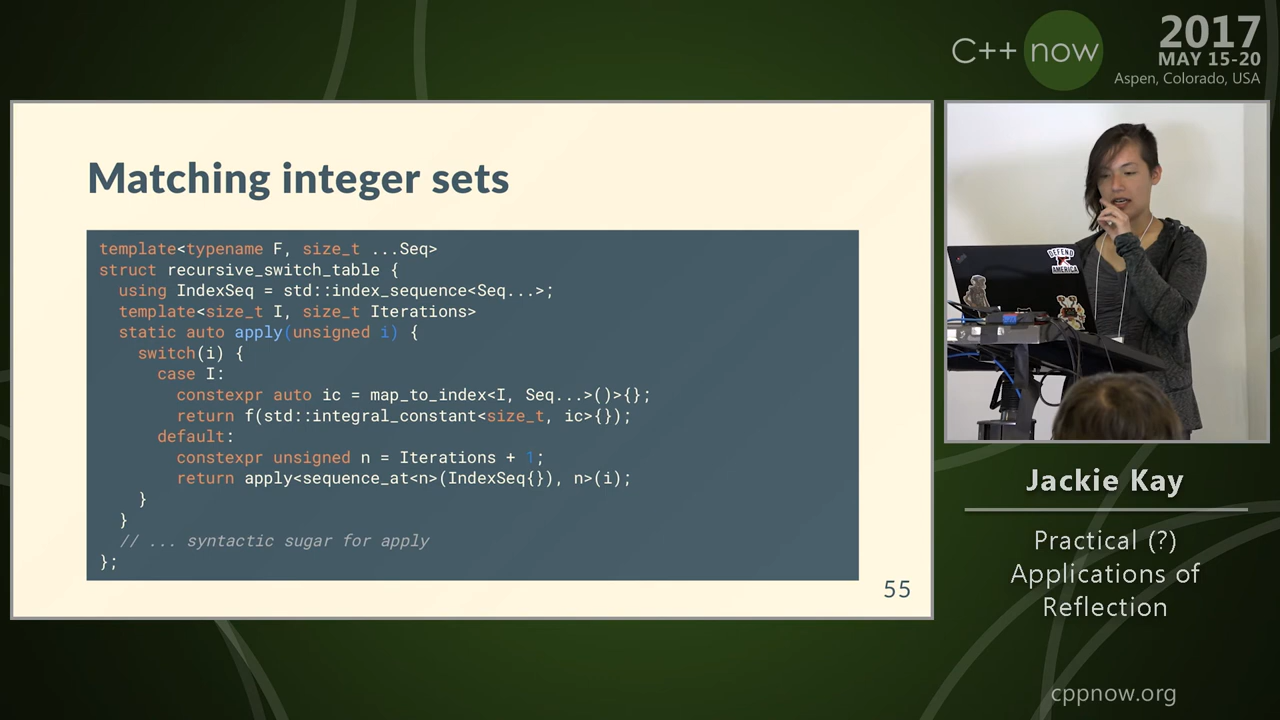 C++ now
2017
MAY 15-20
Aspen, Colorado, USA
Matching integer sets
template<typename F, size_t ...Seq>
struct recursive_switch_table {
using IndexSeq = std::index_sequence<Seq...>;
template<size_t I, size_t Iterations>
static auto apply(unsigned i) {
switch(i) {
case I:
constexpr auto ic = map_to_index<I, Seq...>()>{};
return f(std::integral_constant<size_t, ic>{});
default:
constexpr unsigned n = Iterations + 1;
return apply<sequence_at<n>(IndexSeq{}), n>(i);
}
}
// ... syntactic sugar for apply
};
55
DEFEND
AMERICA
Jackie Kay
Practical (?)
Applications of
Reflection
cppnow.org